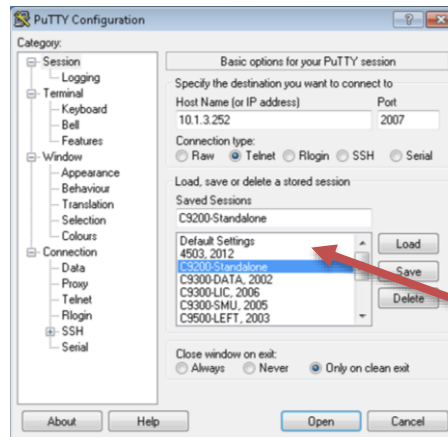 PuTTY Configuration
Category:
Session
Logging
Terminal
Keyboard
Bell
Features
Window
Appearance
Behaviour
Translation
Selection
Colours
Connection
Data
Proxy
Telnet
Rlogin
SSH
Serial
Basic options for your PuTTY session
Specify the destination you want to connect to
Host Name (or IP address) Port
10.1.3.252 2007
Connection type:
Raw Telnet Rlogin SSH Serial
Load, save or delete a stored session
Saved Sessions
C9200-Standalone
Default Settings
4503, 2012
C9200-Standalone
C9300-DATA, 2002
C9300-LIC, 2006
C9300-SMU, 2005
C9500-LEFT, 2003
Load
Save
Delete
Close window on exit:
Always Never Only on clean exit
About Help Open Cancel